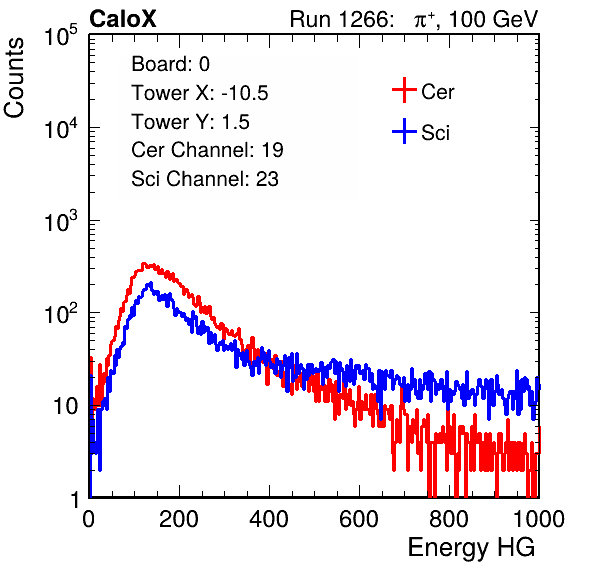 CaloX Run 1266: π⁺, 100 GeV
Counts
Board: 0
Tower X: -10.5
Tower Y: 1.5
Cer Channel: 19
Sci Channel: 23
Cer
Sci
10⁵
10⁴
10³
10²
10
1
0 200 400 600 800 1000
Energy HG